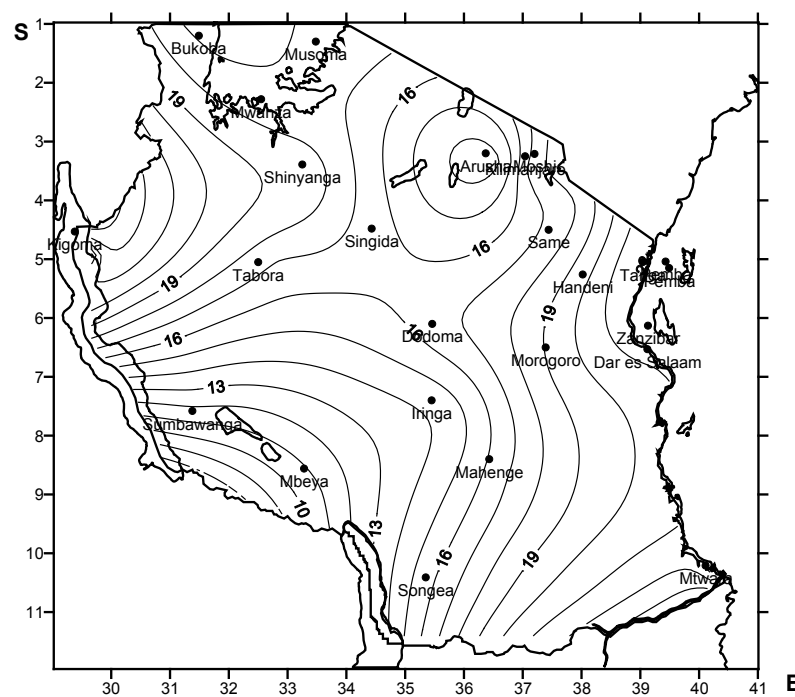 S
1
2
3
4
5
6
7
8
9
10
11
30
31
32
33
34
35
36
37
38
39
40
41
E
Bukoba
Musoma
19
Mwanza
16
Arusha
Moshi
Kilimanjaro
Shinyanga
Singida
16
Same
Kigoma
Tabora
19
Handeni
Tanga
Pemba
19
16
16
Dodoma
Zanzibar
Morogoro
Dar es Salaam
13
Iringa
Sumbawanga
Mbeya
Mahenge
10
13
16
19
Songea
Mtwara